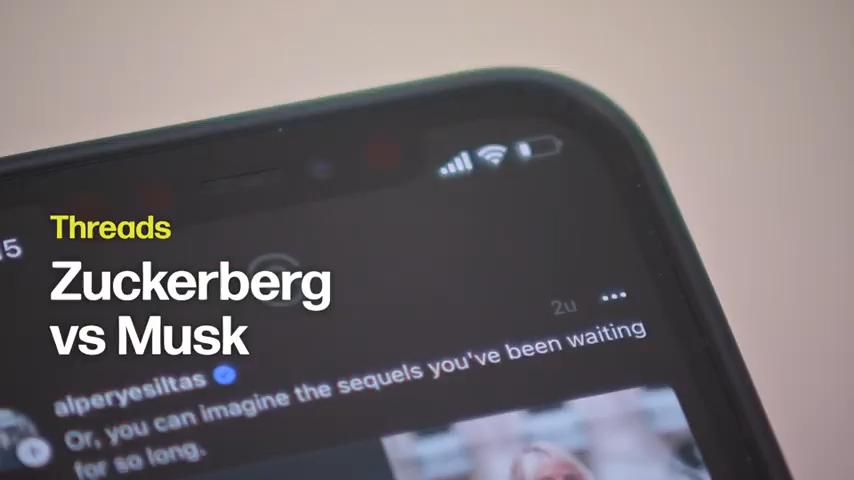 15
Threads
Zuckerberg
vs Musk
2u
alperyesiltas
Or, you can imagine the sequels you've been waiting
for so long.